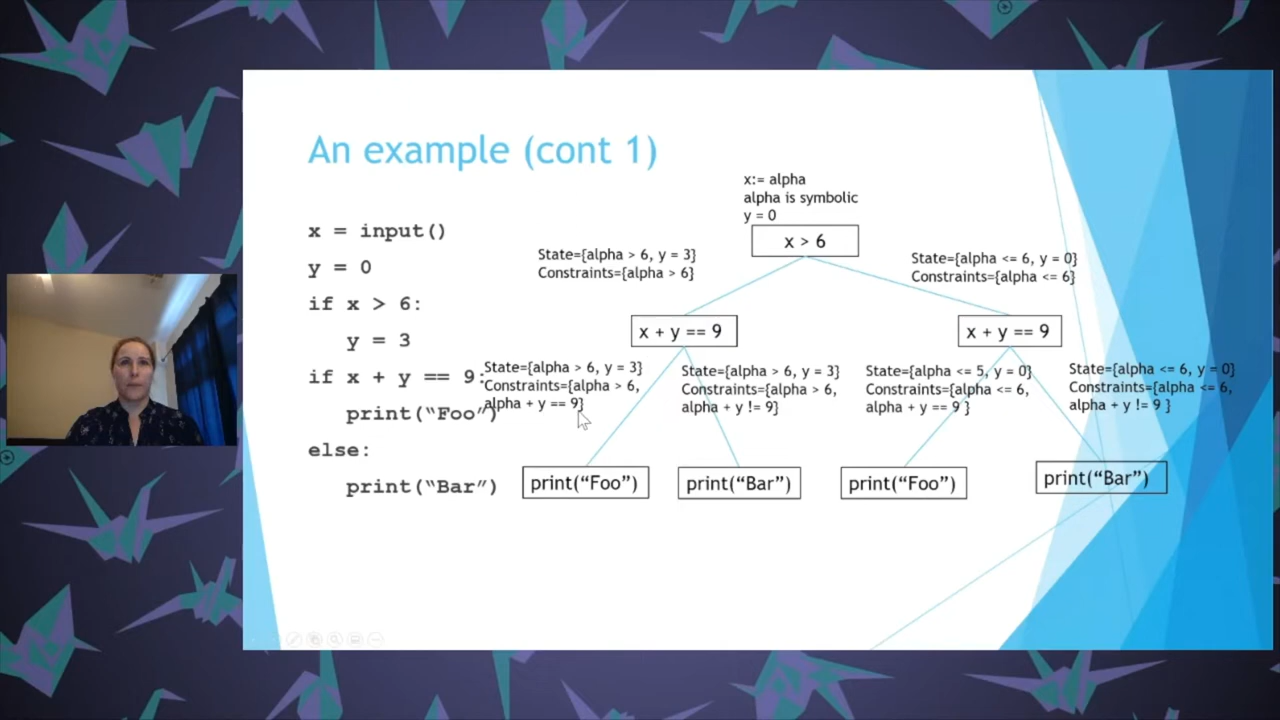 An example (cont 1)
x = input()
y = 0
if x > 6:
y = 3
if x + y == 9:
print(“Foo”)
else:
print(“Bar”)
x:= alpha
alpha is symbolic
y = 0
x > 6
State={alpha > 6, y = 3}
Constraints={alpha > 6}
State={alpha <= 6, y = 0}
Constraints={alpha <= 6}
x + y == 9
x + y == 9
State={alpha > 6, y = 3}
Constraints={alpha > 6,
alpha + y == 9}
State={alpha > 6, y = 3}
Constraints={alpha > 6,
alpha + y != 9}
State={alpha <= 5, y = 0}
Constraints={alpha <= 6,
alpha + y == 9 }
State={alpha <= 6, y = 0}
Constraints={alpha <= 6,
alpha + y != 9 }
print(“Foo”)
print(“Bar”)
print(“Foo”)
print(“Bar”)